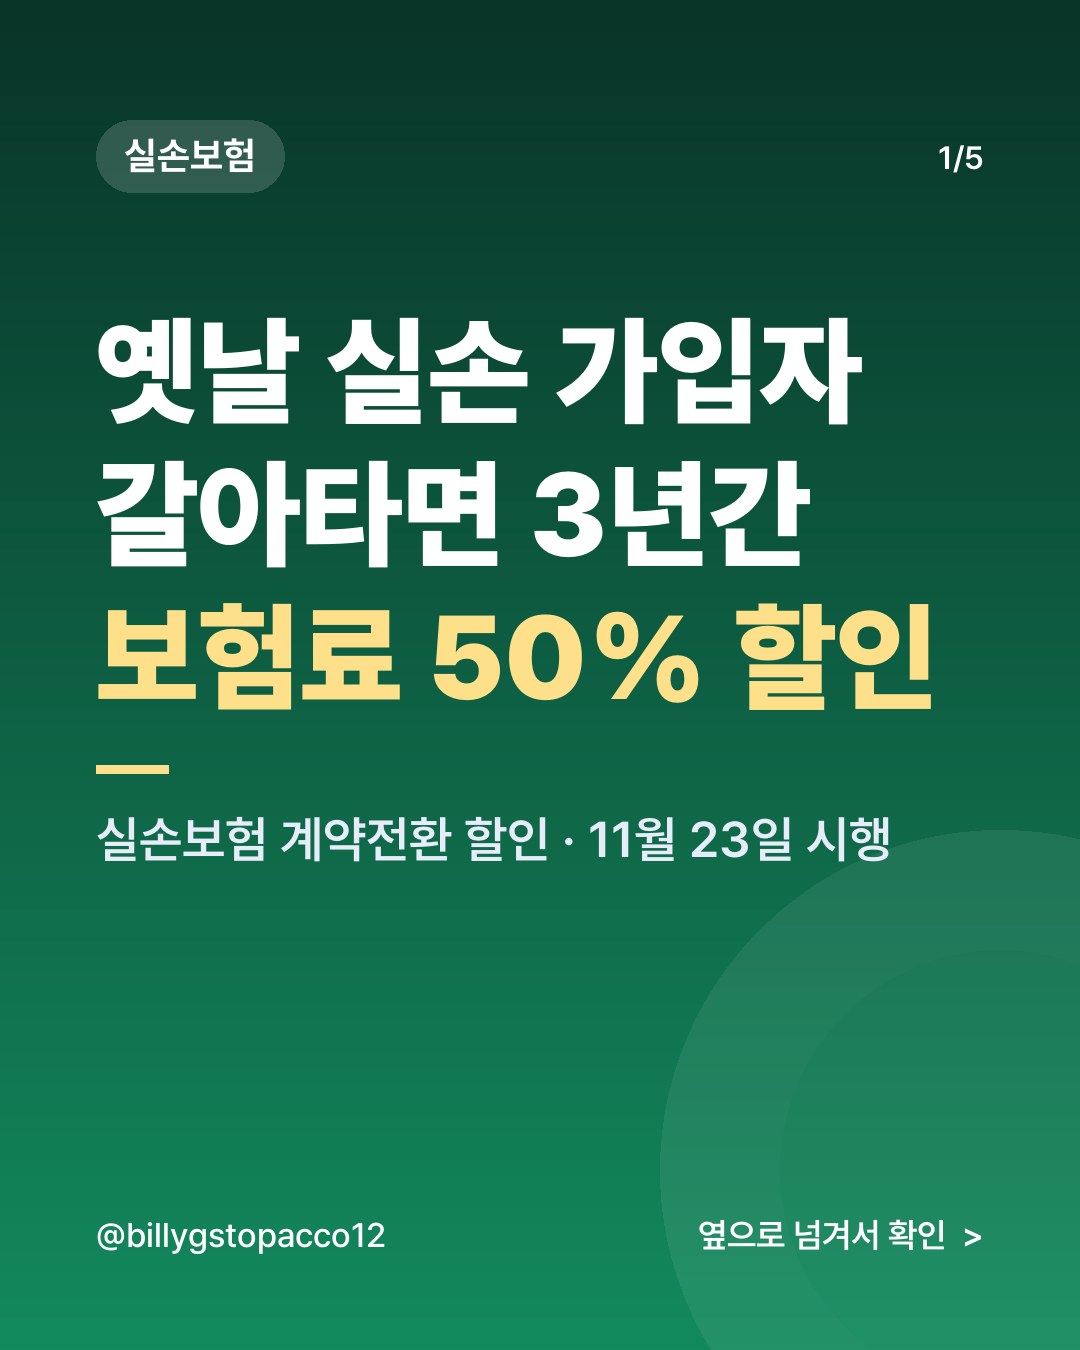 실손보험
1/5
옛날 실손 가입자
갈아타면 3년간
보험료 50% 할인
실손보험 계약전환 할인 · 11월 23일 시행
@billygstopacco12
옆으로 넘겨서 확인 >